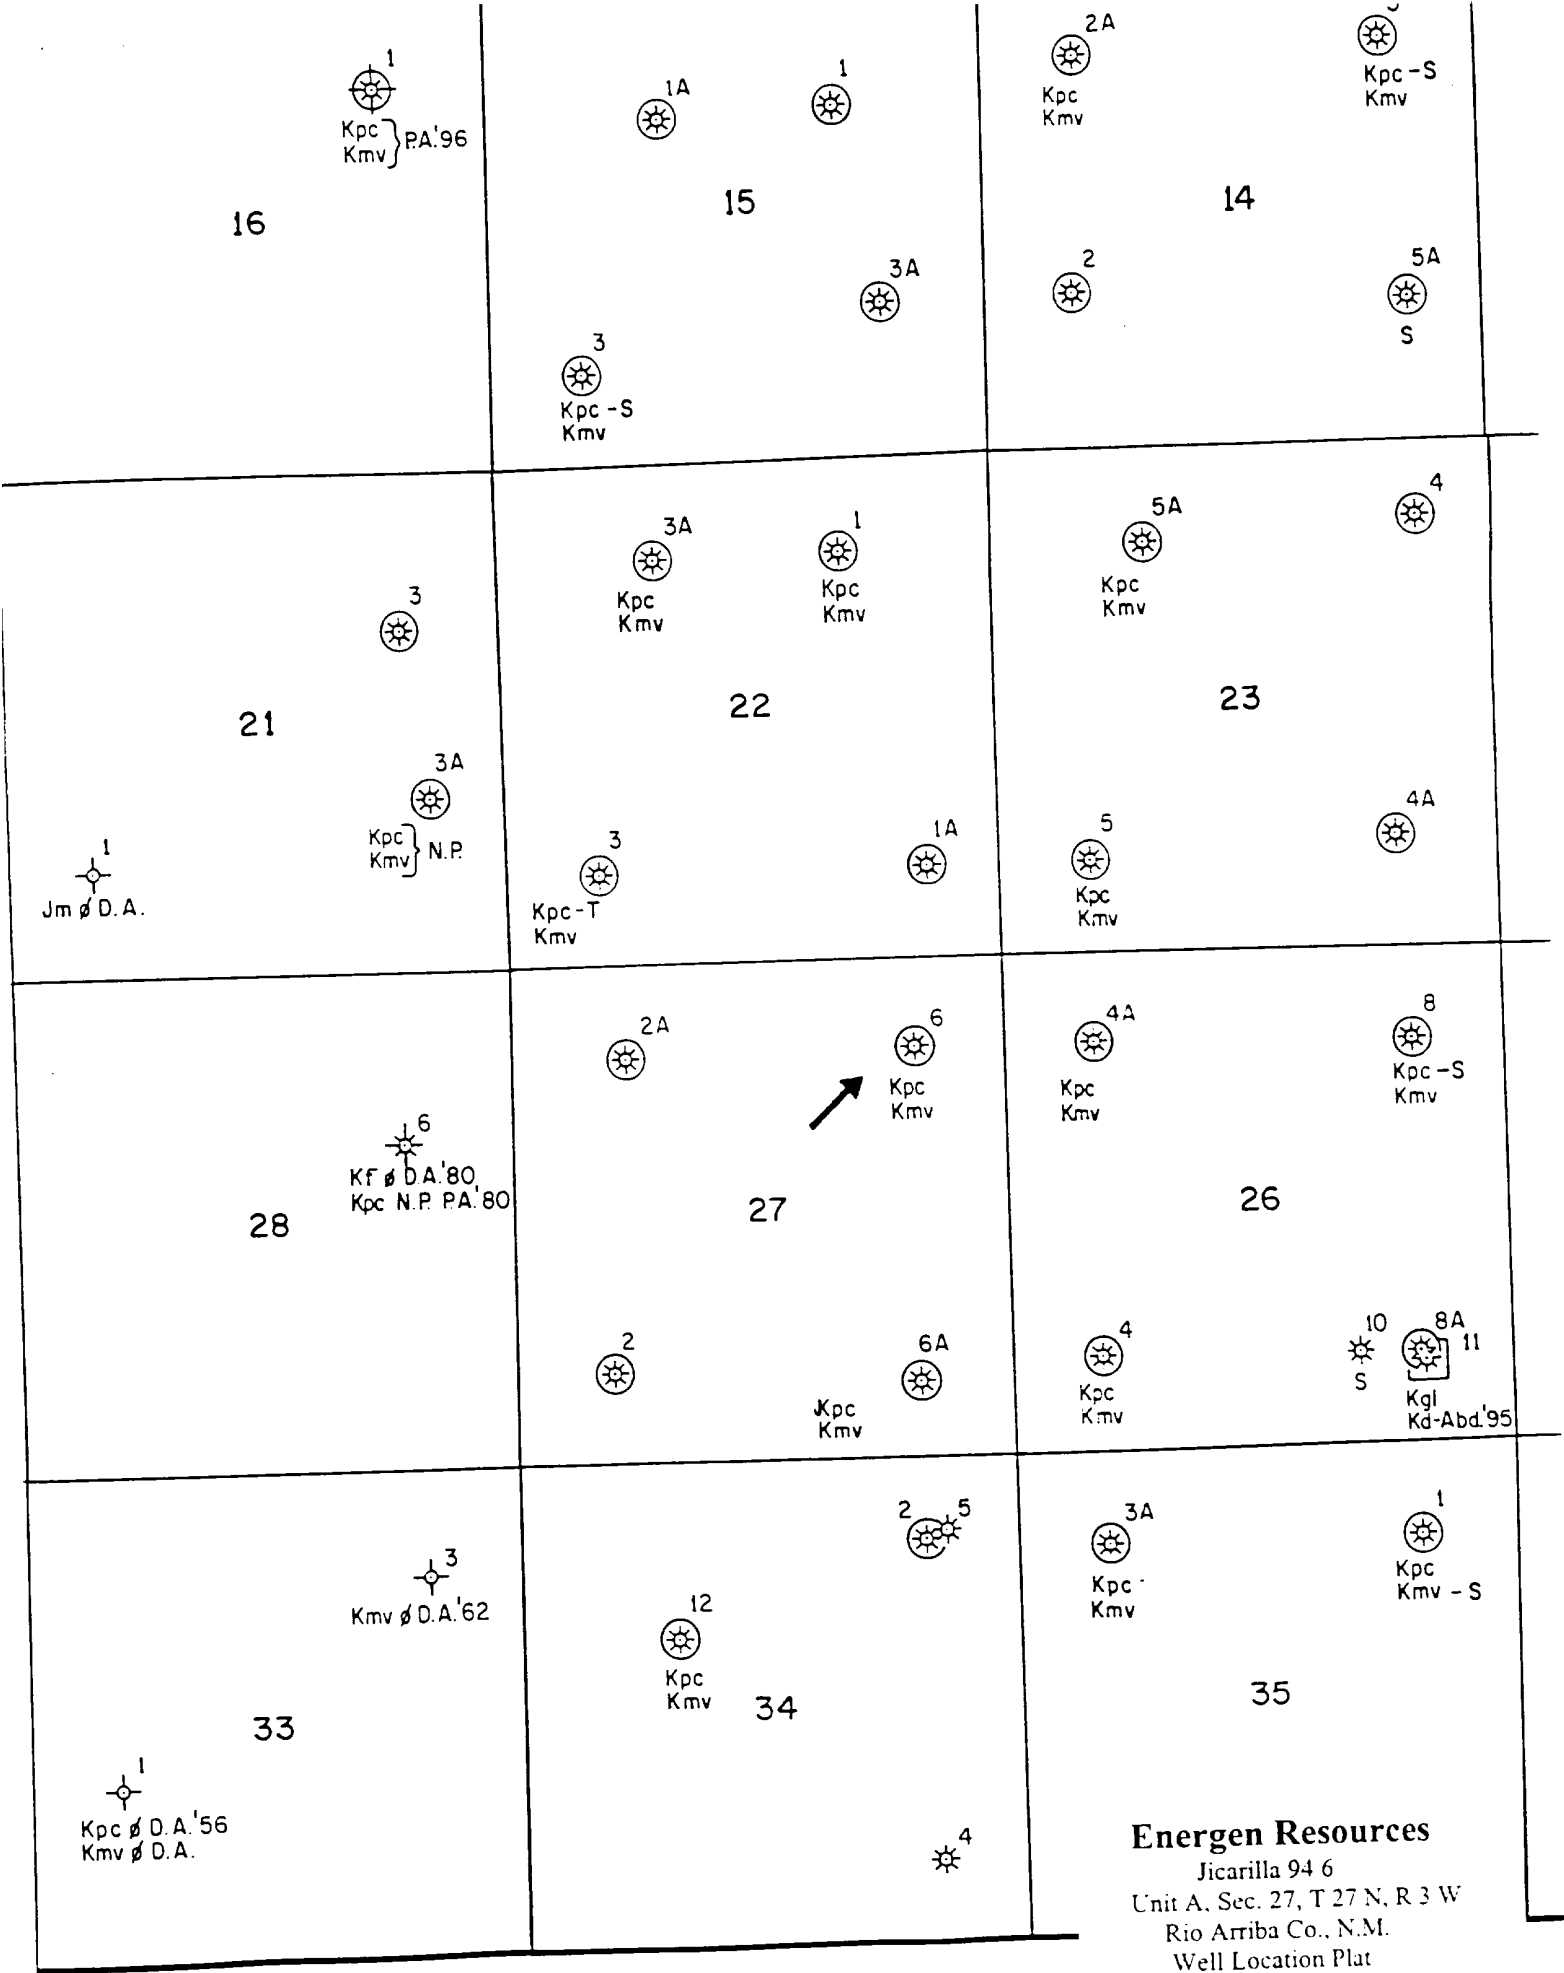 1
Kpc
Kmv
P.A.'96
16
1A
1
15
3A
3
Kpc-S
Kmv
2A
Kpc
Kmv
Kpc-S
Kmv
14
2
5A
S
3
21
3A
Kpc
Kmv
N.P.
1
Jm ø D.A.
3A
Kpc
Kmv
1
Kpc
Kmv
22
3
Kpc-T
Kmv
1A
5A
Kpc
Kmv
4
23
5
Kpc
Kmv
4A
6
Kf ø D.A.'80
Kpc N.P. P.A.'80
28
2A
6
Kpc
Kmv
27
2
6A
Kpc
Kmv
4A
Kpc
Kmv
8
Kpc-S
Kmv
26
4
Kpc
Kmv
10
S
8A
11
Kgl
Kd-Abd.'95
3
Kmv ø D.A.'62
33
1
Kpc ø D.A.'56
Kmv ø D.A.
2
5
12
Kpc
Kmv
34
4
3A
Kpc
Kmv
1
Kpc
Kmv-S
35
Energen Resources
Jicarilla 94 6
Unit A, Sec. 27, T 27 N, R 3 W
Rio Arriba Co., N.M.
Well Location Plat